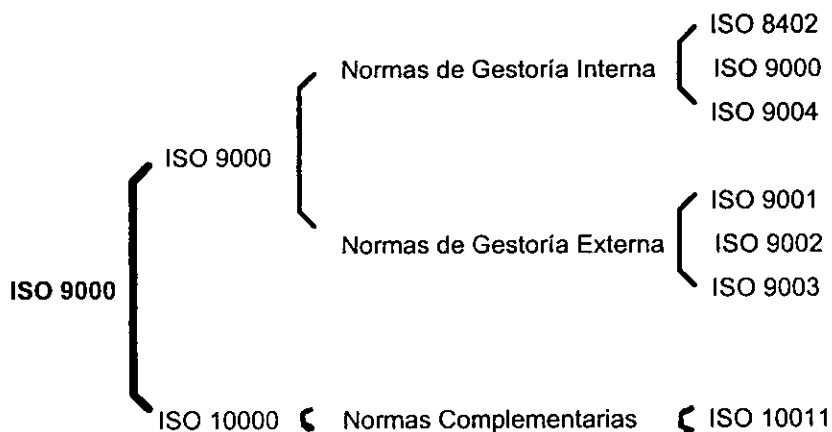 ISO 8402
Normas de Gestoría Interna
ISO 9000
ISO 9004
ISO 9000
ISO 9001
Normas de Gestoría Externa
ISO 9002
ISO 9003
ISO 9000
ISO 10000
Normas Complementarias
ISO 10011